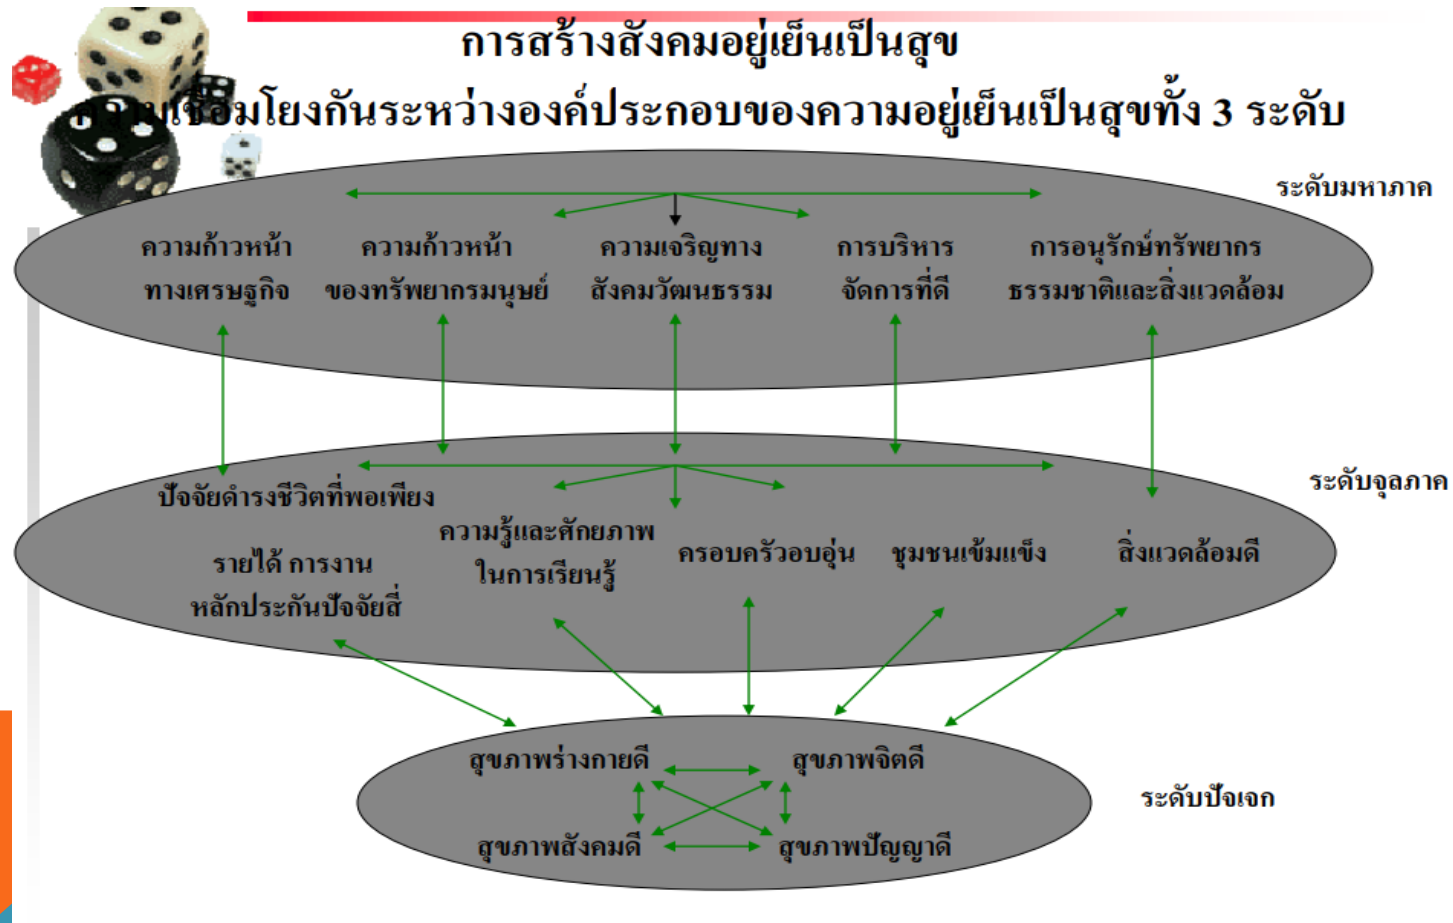 การสร้างสังคมอยู่เย็นเป็นสุข
ความเชื่อมโยงกันระหว่างองค์ประกอบของความอยู่เย็นเป็นสุขทั้ง 3 ระดับ
ระดับมหาภาค
ความก้าวหน้า
ทางเศรษฐกิจ
ความก้าวหน้า
ของทรัพยากรมนุษย์
ความเจริญทาง
สังคมวัฒนธรรม
การบริหาร
จัดการที่ดี
การอนุรักษ์ทรัพยากร
ธรรมชาติและสิ่งแวดล้อม
ระดับจุลภาค
ปัจจัยดำรงชีวิตที่พอเพียง
รายได้ การงาน
หลักประกันปัจจัยสี่
ความรู้และศักยภาพ
ในการเรียนรู้
ครอบครัวอบอุ่น
ชุมชนเข้มแข็ง
สิ่งแวดล้อมดี
สุขภาพร่างกายดี
สุขภาพจิตดี
ระดับปัจเจก
สุขภาพสังคมดี
สุขภาพปัญญาดี